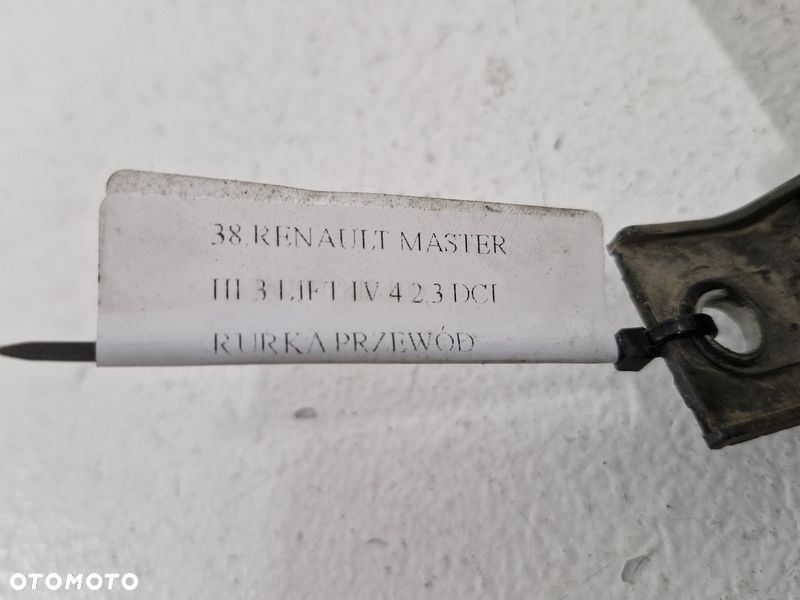 38.RENAULT MASTER
III 3 LIFT IV 4 2.3 DCI
RURKA PRZEWÓD
OTOMOTO